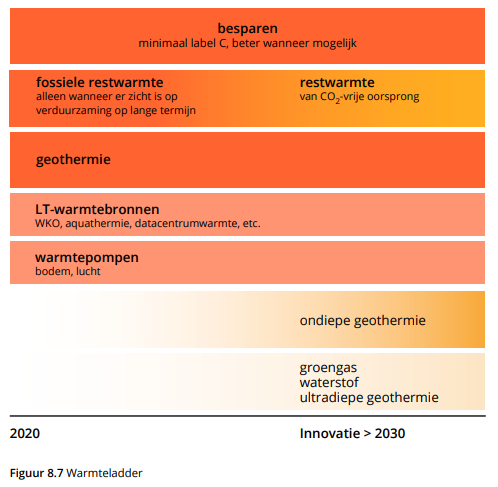 besparen
minimaal label C, beter wanneer mogelijk
fossiele restwarmte
alleen wanneer er zicht is op
verduurzaming op lange termijn
restwarmte
van CO₂-vrije oorsprong
geothermie
LT-warmtebronnen
WKO, aquathermie, datacentrumwarmte, etc.
warmtepompen
bodem, lucht
ondiepe geothermie
groengas
waterstof
ultradiepe geothermie
2020
Innovatie > 2030
Figuur 8.7 Warmteladder